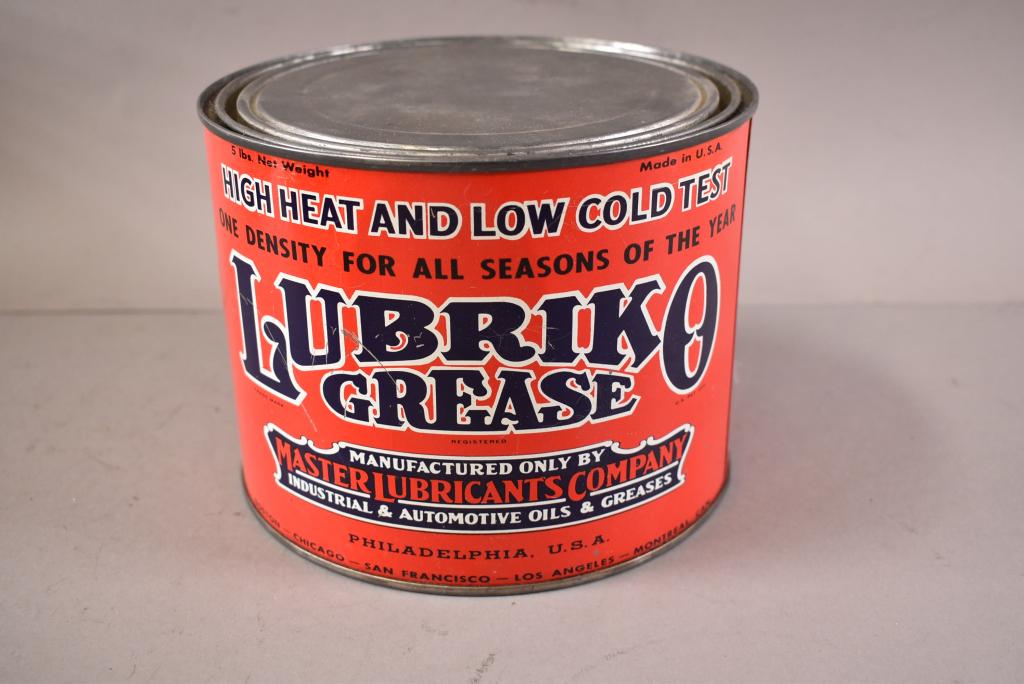 5 lbs. Net Weight
Made in U.S.A.
HIGH HEAT AND LOW COLD TEST
ONE DENSITY FOR ALL SEASONS OF THE YEAR
LUBRIKO
GREASE
REGISTERED
MANUFACTURED ONLY BY
MASTER LUBRICANTS COMPANY
INDUSTRIAL & AUTOMOTIVE OILS & GREASES
PHILADELPHIA, U.S.A.
CHICAGO — SAN FRANCISCO — LOS ANGELES — MONTREAL